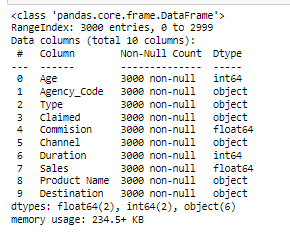 <class 'pandas.core.frame.DataFrame'>
RangeIndex: 3000 entries, 0 to 2999
Data columns (total 10 columns):
 #   Column        Non-Null Count  Dtype
---  ------        --------------  -----
 0   Age           3000 non-null   int64
 1   Agency_Code   3000 non-null   object
 2   Type          3000 non-null   object
 3   Claimed       3000 non-null   object
 4   Commision     3000 non-null   float64
 5   Channel       3000 non-null   object
 6   Duration      3000 non-null   int64
 7   Sales         3000 non-null   float64
 8   Product Name  3000 non-null   object
 9   Destination   3000 non-null   object
dtypes: float64(2), int64(2), object(6)
memory usage: 234.5+ KB